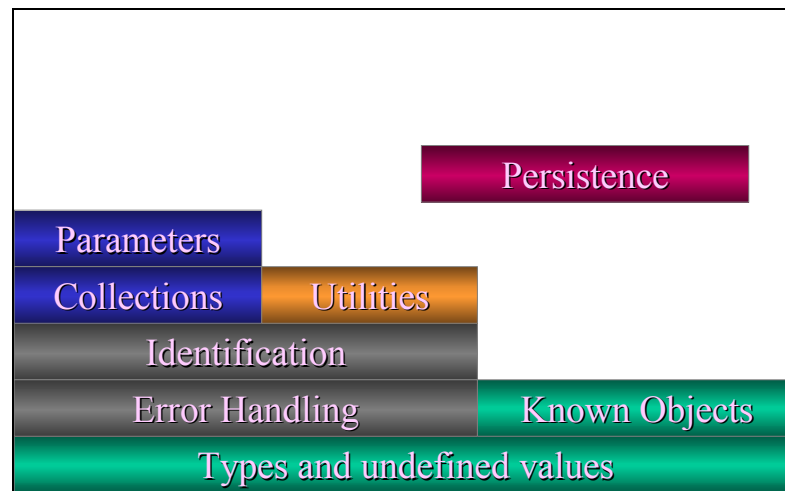 Persistence
Parameters
Collections
Utilities
Identification
Error Handling
Known Objects
Types and undefined values